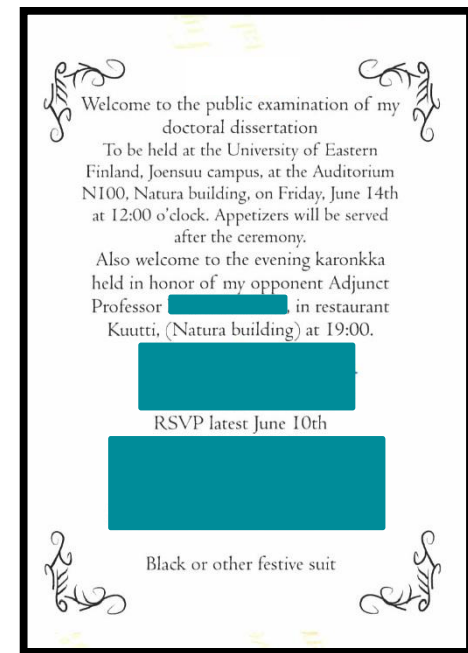 Welcome to the public examination of my
doctoral dissertation
To be held at the University of Eastern
Finland, Joensuu campus, at the Auditorium
N100, Natura building, on Friday, June 14th
at 12:00 o'clock. Appetizers will be served
after the ceremony.
Also welcome to the evening karonkka
held in honor of my opponent Adjunct
Professor , in restaurant
Kuutti, (Natura building) at 19:00.
RSVP latest June 10th
Black or other festive suit